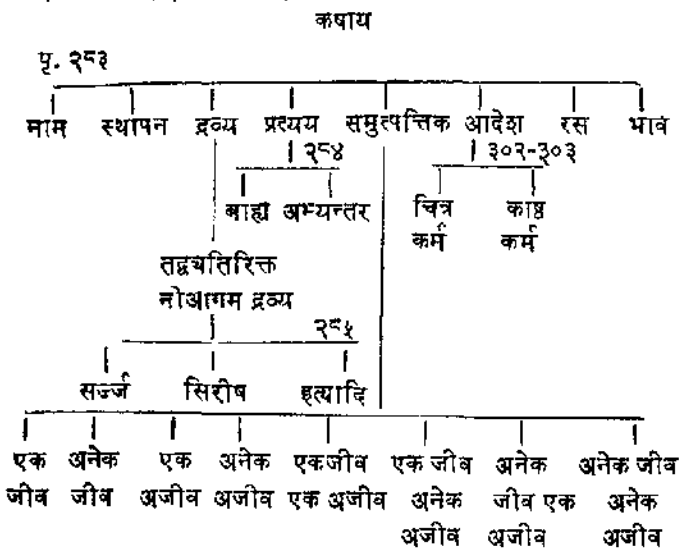 कषाय
पृ. २८३
माम स्थापन द्रव्य प्रत्यय समुत्पत्तिक आदेश रस भाव
२८४ ३०२-३०३
बाह्य अभ्यन्तर चित्र काष्ठ
कर्म कर्म
तद्वयतिरिक्त
नोआगम द्रव्य
२८५
सर्ज्ज सिरीष इत्यादि
एक अनेक एक अनेक एकजीव एक जीव अनेक अनेक जीव
जीव जीव अजीव अजीव एक अजीव अनेक जीव एक अनेक
अजीव अजीव अजीव